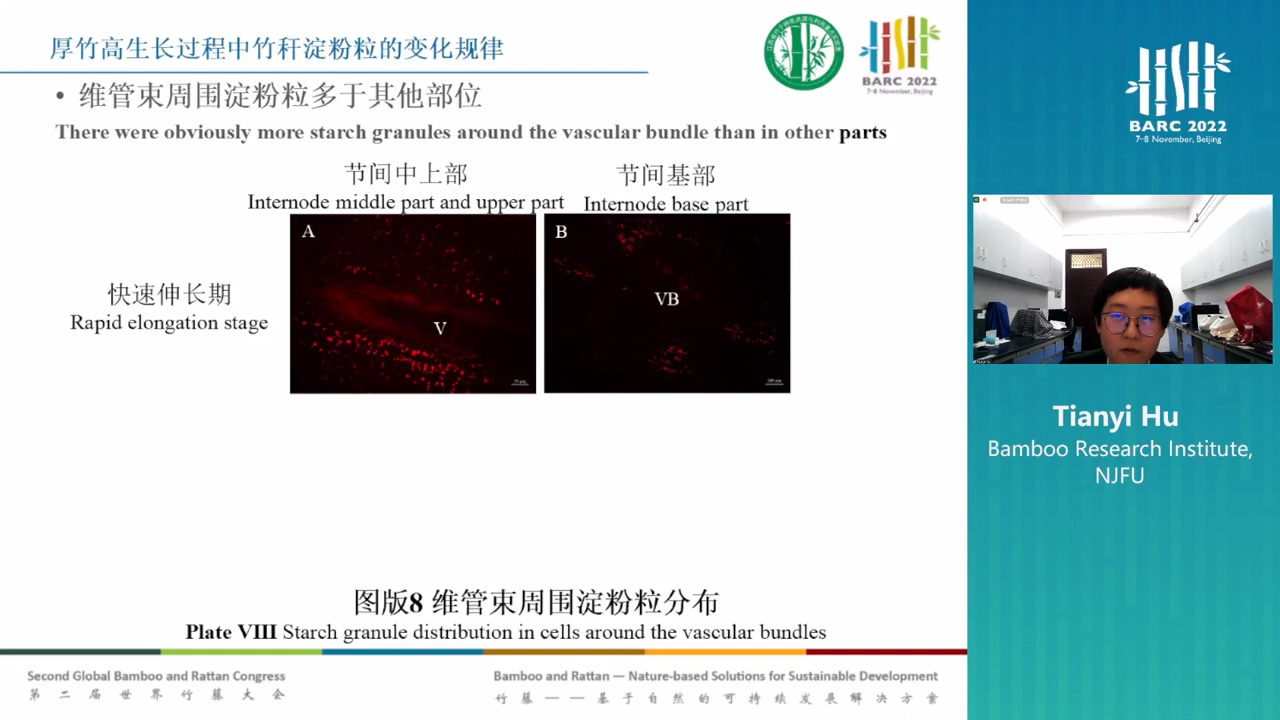 厚竹高生长过程中竹秆淀粉粒的变化规律
BARC 2022
7-8 November, Beijing
• 维管束周围淀粉粒多于其他部位
There were obviously more starch granules around the vascular bundle than in other parts
节间中上部
Internode middle part and upper part
节间基部
Internode base part
A
B
V
VB
快速伸长期
Rapid elongation stage
图版8 维管束周围淀粉粒分布
Plate VIII Starch granule distribution in cells around the vascular bundles
Second Global Bamboo and Rattan Congress
第二届世界竹藤大会
Bamboo and Rattan — Nature-based Solutions for Sustainable Development
竹藤——基于自然的可持续发展解决方案
BARC 2022
7-8 November, Beijing
Tianyi Hu
Bamboo Research Institute,
NJFU